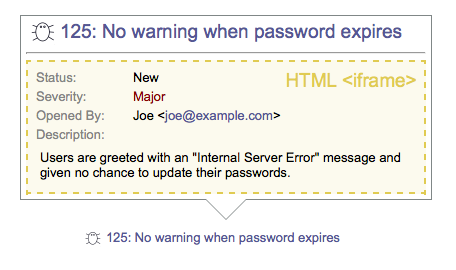 125: No warning when password expires
HTML <iframe>
Status: New
Severity: Major
Opened By: Joe <joe@example.com>
Description:
Users are greeted with an "Internal Server Error" message and
given no chance to update their passwords.
125: No warning when password expires